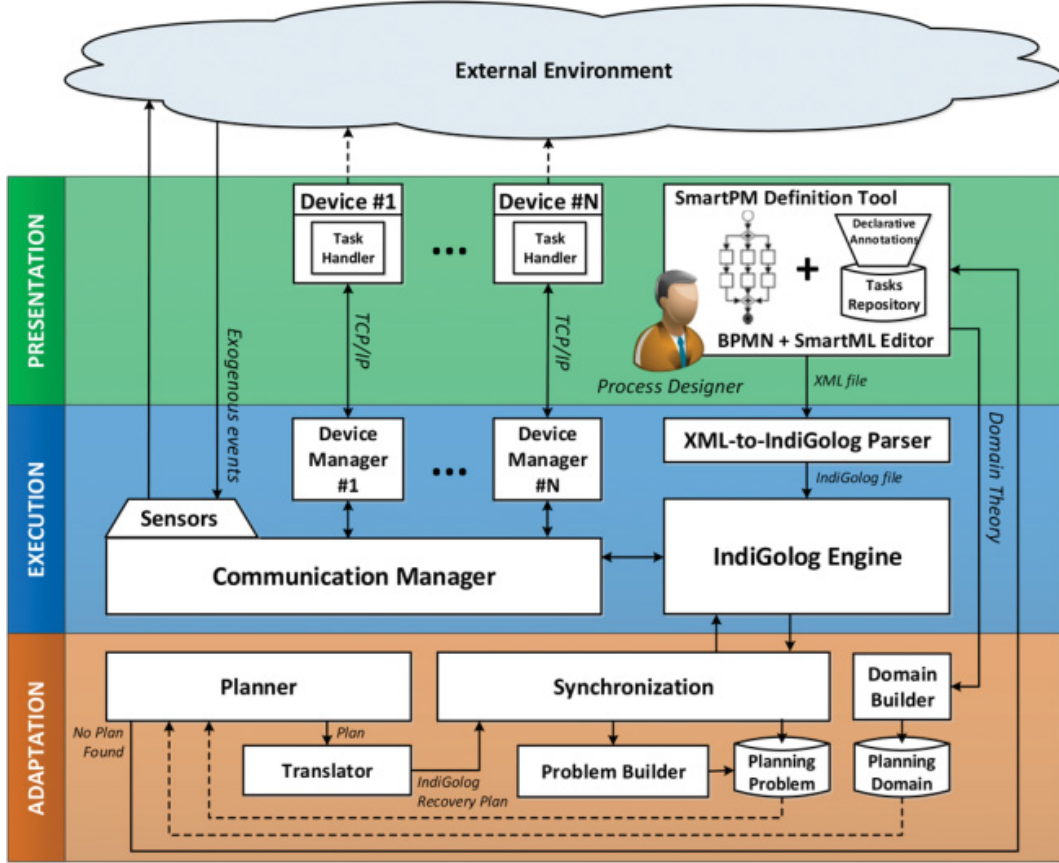 External Environment
PRESENTATION
Device #1
Task
Handler
...
Device #N
Task
Handler
SmartPM Definition Tool
Declarative
Annotations
+
Tasks
Repository
BPMN + SmartML Editor
Process Designer
TCP/IP
TCP/IP
Exogenous events
XML file
Domain Theory
EXECUTION
Device
Manager
#1
...
Device
Manager
#N
XML-to-IndiGolog Parser
IndiGolog file
Sensors
Communication Manager
IndiGolog Engine
ADAPTATION
Planner
Synchronization
Domain
Builder
No Plan
Found
Plan
Translator
IndiGolog
Recovery Plan
Problem Builder
Planning
Problem
Planning
Domain